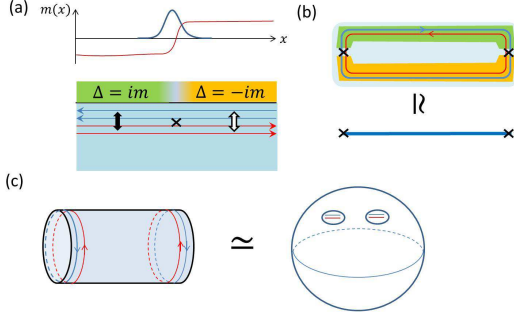 (a)
m(x)
x
Δ = im
Δ = −im
(b)
≃
(c)
≃